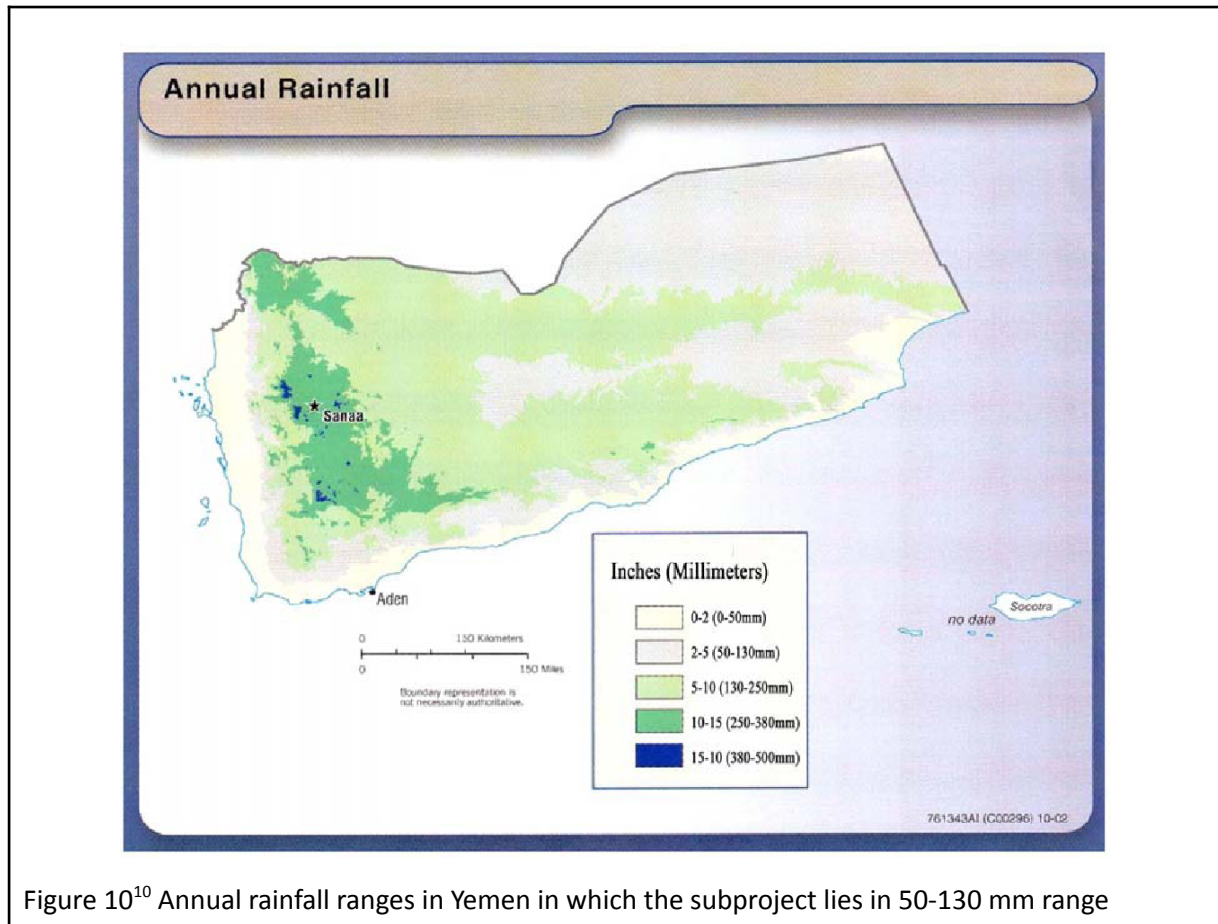 Annual Rainfall
Sanaa
Aden
0 150 Kilometers
0 150 Miles
Boundary representation is
not necessarily authoritative.
Inches (Millimeters)
0-2 (0-50mm)
2-5 (50-130mm)
5-10 (130-250mm)
10-15 (250-380mm)
15-10 (380-500mm)
Socotra
no data
761343AI (C00296) 10-02
Figure 10¹⁰ Annual rainfall ranges in Yemen in which the subproject lies in 50-130 mm range